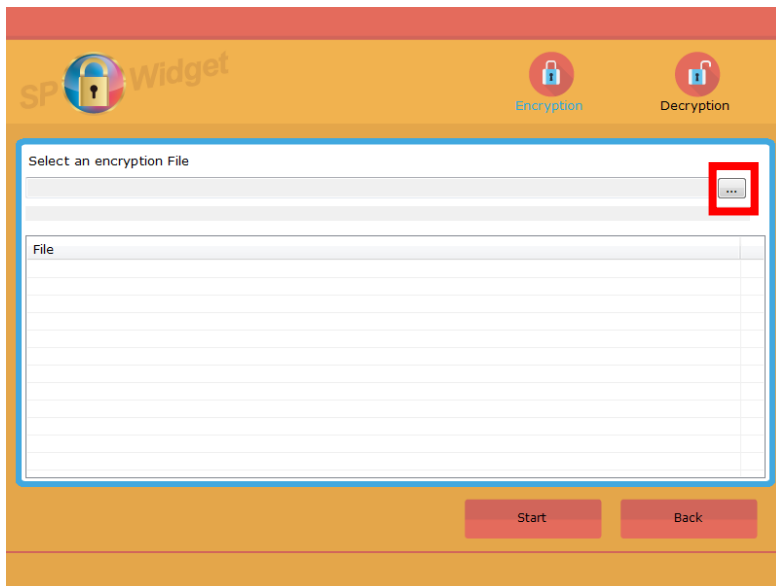 SP Widget
Encryption
Decryption
Select an encryption File
...
File
Start
Back